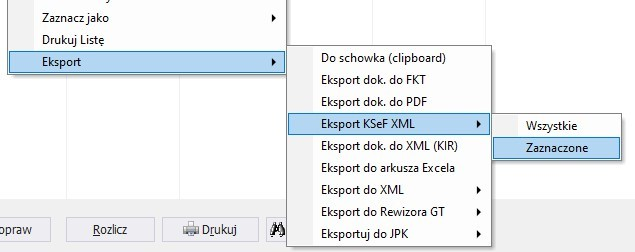 Zaznacz jako
Drukuj Listę
Eksport
Do schowka (clipboard)
Eksport dok. do FKT
Eksport dok. do PDF
Eksport KSeF XML
Wszystkie
Zaznaczone
Eksport dok. do XML (KIR)
Eksport do arkusza Excela
Eksport do XML
Eksport do Rewizora GT
Eksportuj do JPK
opraw
Rozlicz
Drukuj